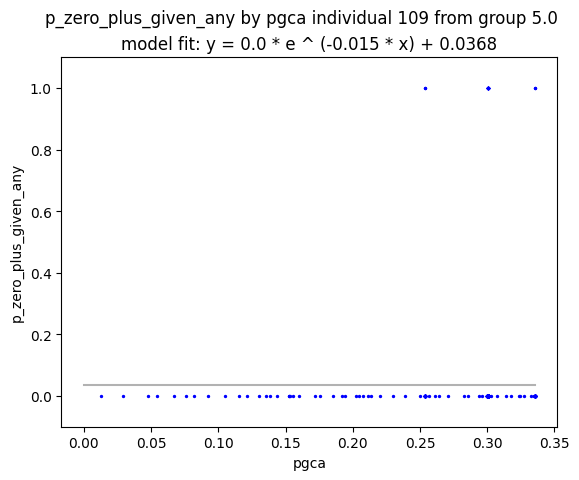 p_zero_plus_given_any by pgca individual 109 from group 5.0
model fit: y = 0.0 * e ^ (-0.015 * x) + 0.0368
1.0
0.8
0.6
0.4
0.2
0.0
p_zero_plus_given_any
0.00 0.05 0.10 0.15 0.20 0.25 0.30 0.35
pgca